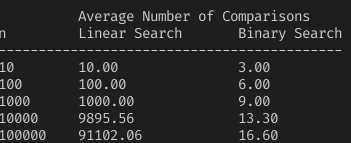 Average Number of Comparisons
n Linear Search Binary Search
-------------------------------------------
10 10.00 3.00
100 100.00 6.00
1000 1000.00 9.00
10000 9895.56 13.30
100000 91102.06 16.60